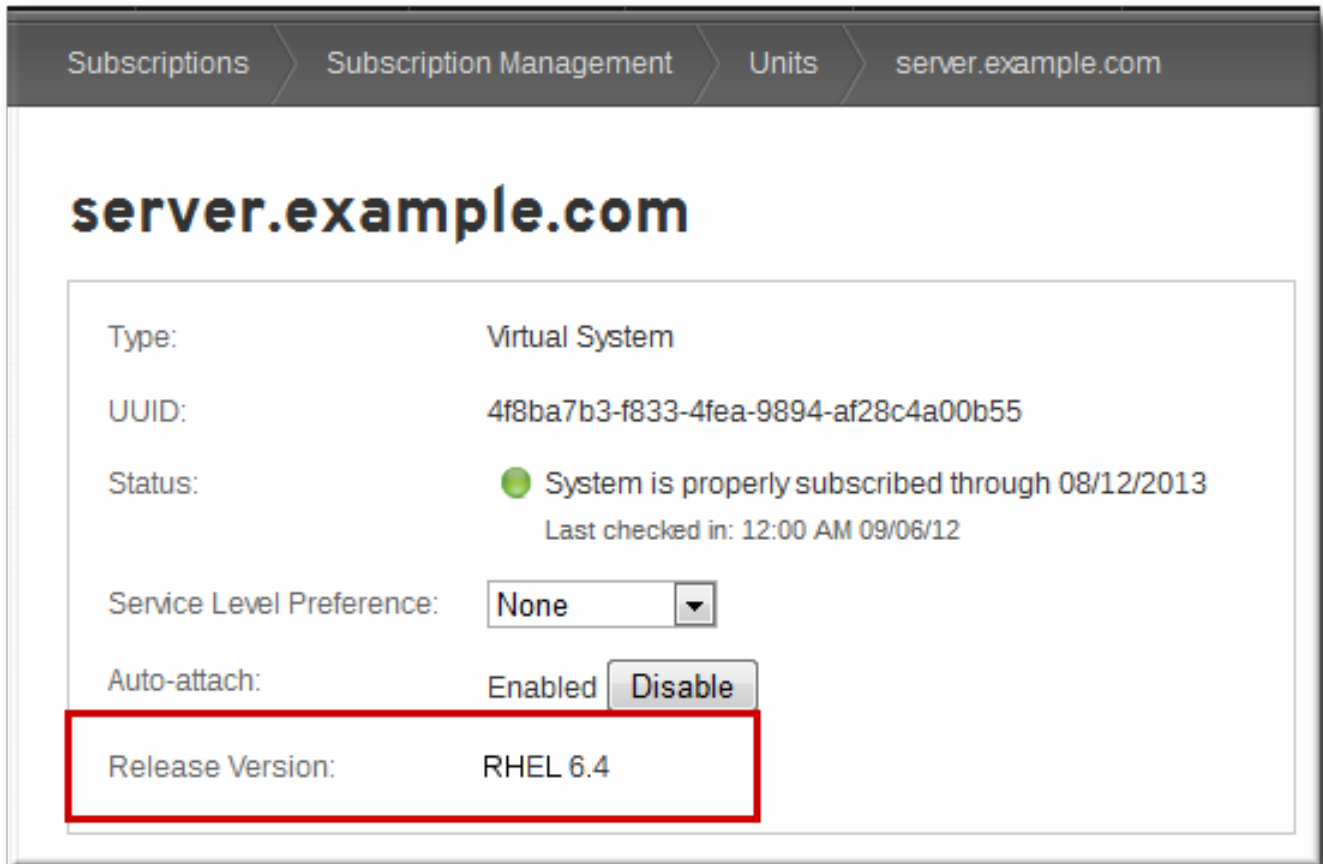 Subscriptions Subscription Management Units server.example.com
server.example.com
Type: Virtual System
UUID: 4f8ba7b3-f833-4fea-9894-af28c4a00b55
Status: System is properly subscribed through 08/12/2013
Last checked in: 12:00 AM 09/06/12
Service Level Preference: None
Auto-attach: Enabled Disable
Release Version: RHEL 6.4